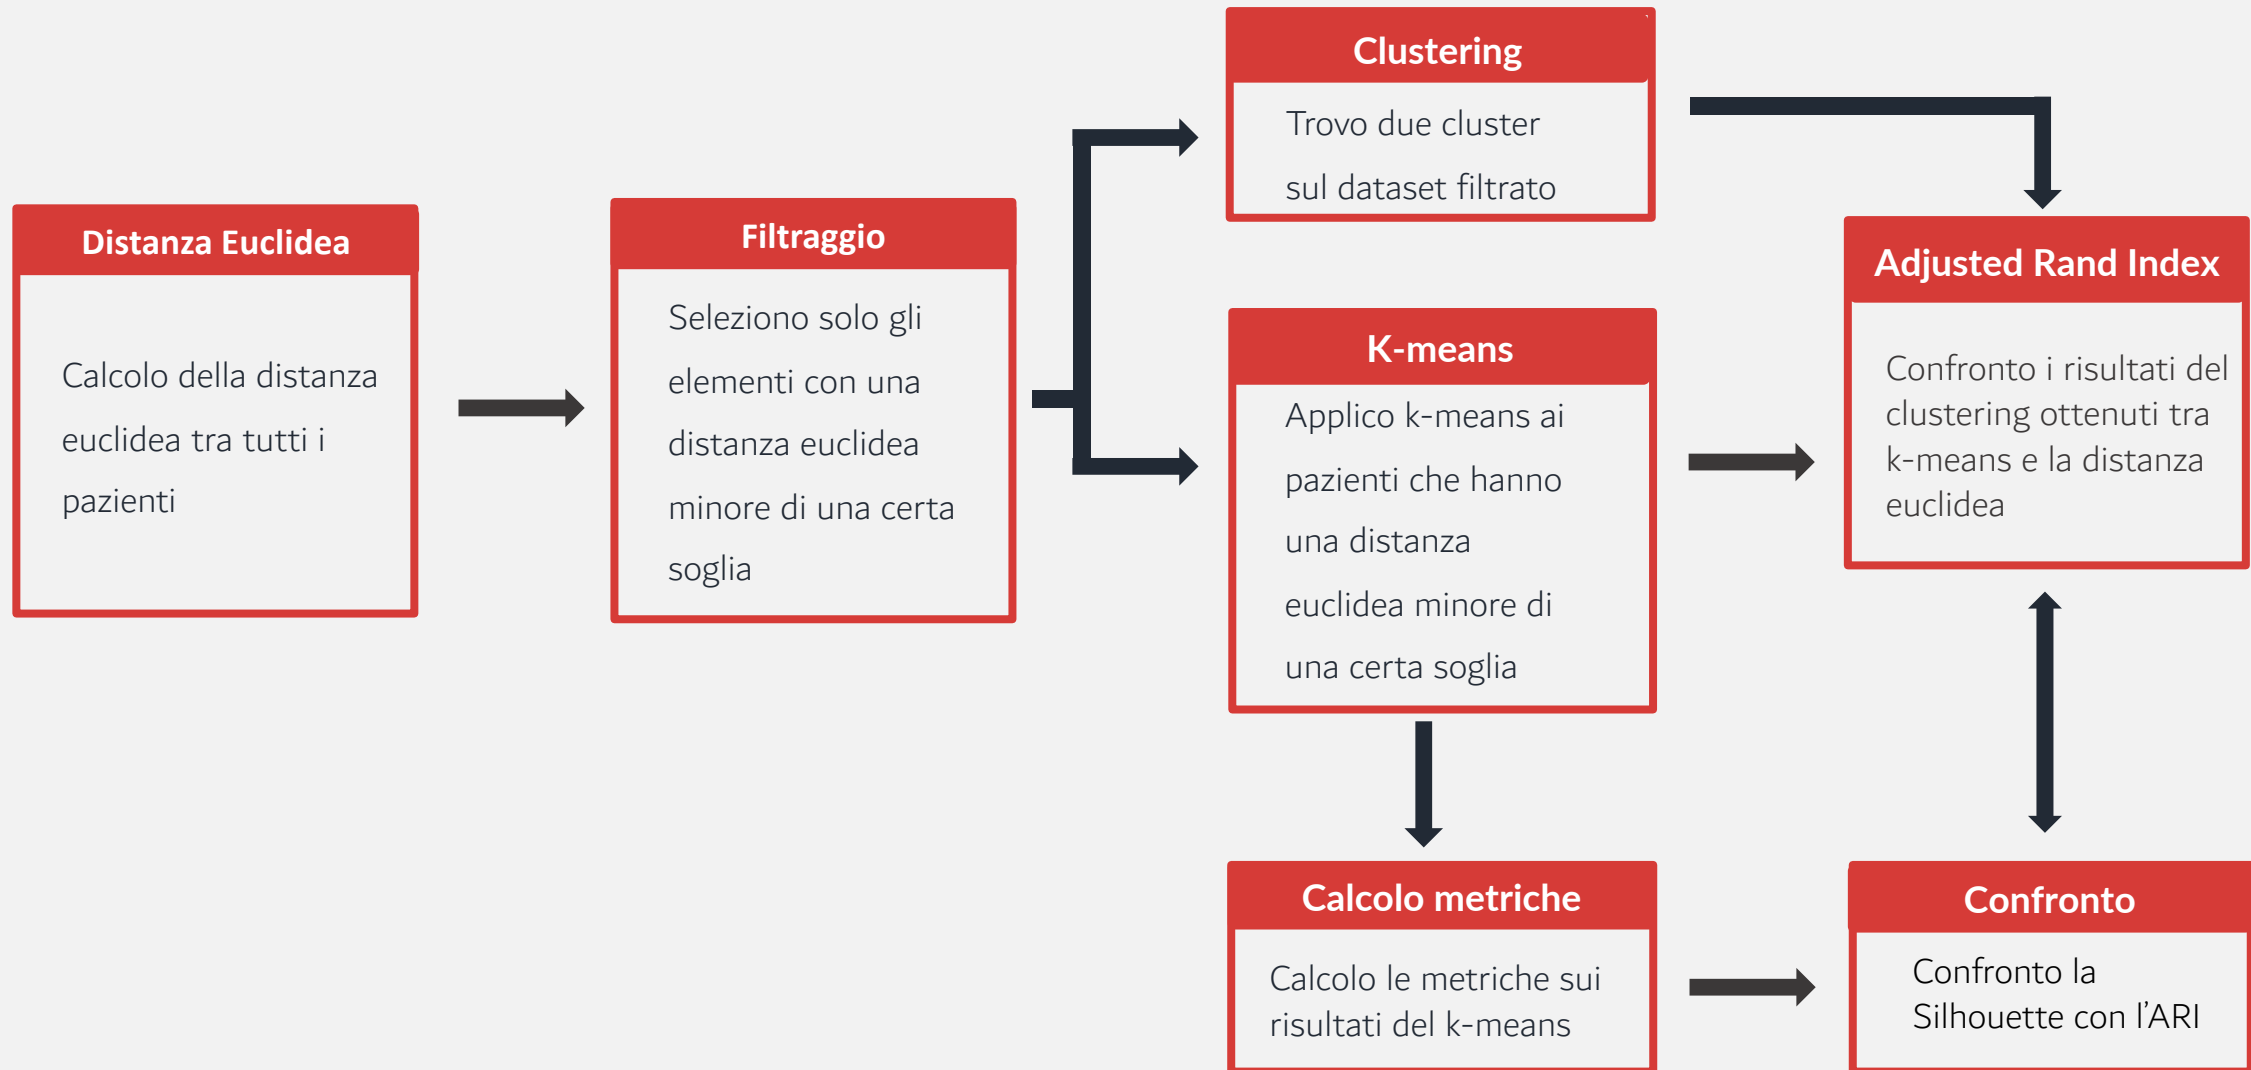 Distanza Euclidea
Calcolo della distanza
euclidea tra tutti i
pazienti
Filtraggio
Seleziono solo gli
elementi con una
distanza euclidea
minore di una certa
soglia
Clustering
Trovo due cluster
sul dataset filtrato
K-means
Applico k-means ai
pazienti che hanno
una distanza
euclidea minore di
una certa soglia
Adjusted Rand Index
Confronto i risultati del
clustering ottenuti tra
k-means e la distanza
euclidea
Calcolo metriche
Calcolo le metriche sui
risultati del k-means
Confronto
Confronto la
Silhouette con l’ARI